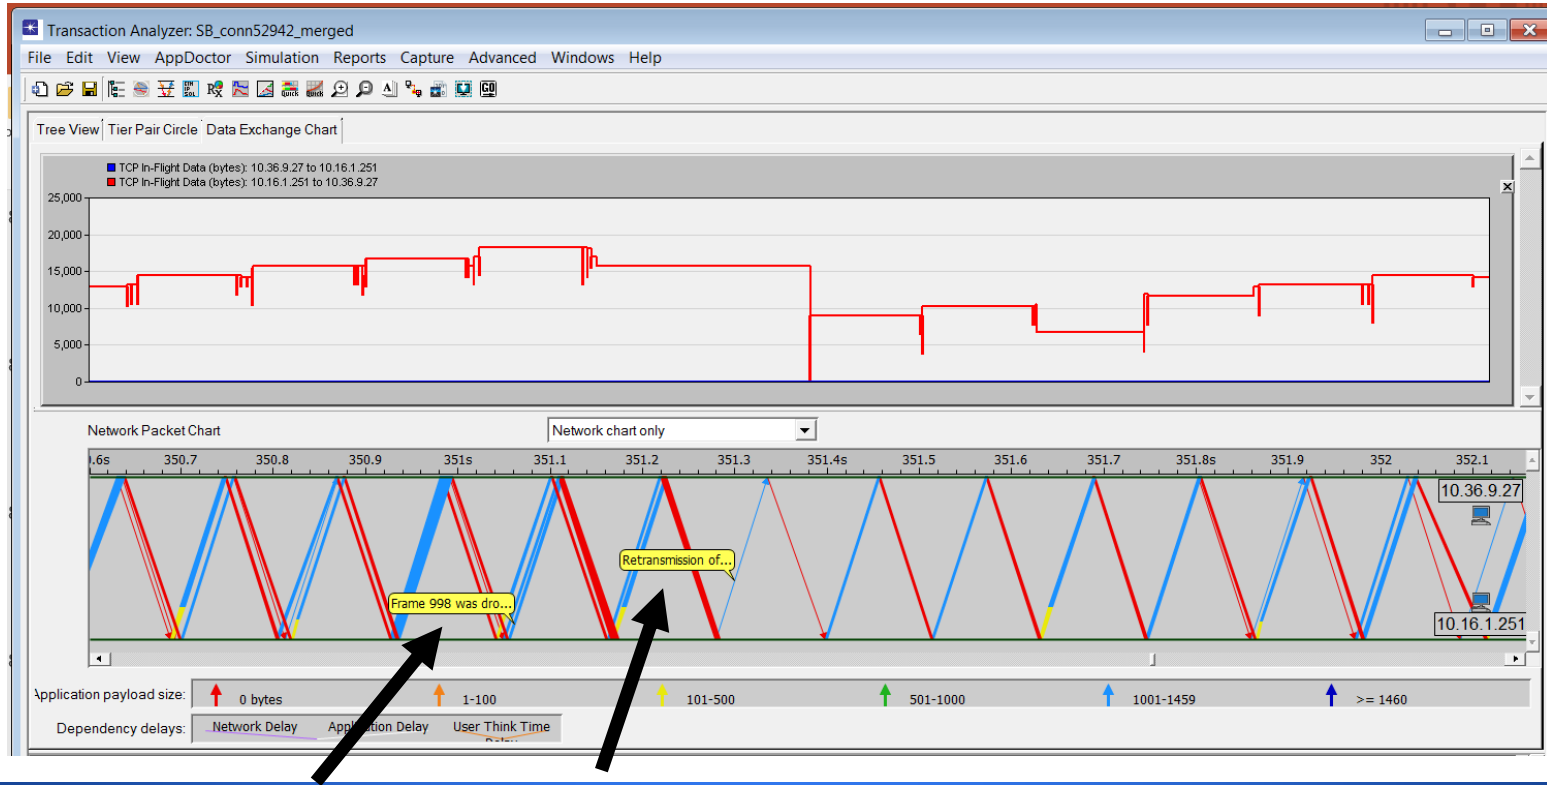 Transaction Analyzer: SB_conn52942_merged
File Edit View AppDoctor Simulation Reports Capture Advanced Windows Help
Tree View Tier Pair Circle Data Exchange Chart
TCP In-Flight Data (bytes): 10.36.9.27 to 10.16.1.251
TCP In-Flight Data (bytes): 10.16.1.251 to 10.36.9.27
25,000
20,000
15,000
10,000
5,000
0
Network Packet Chart Network chart only
.6s 350.7 350.8 350.9 351s 351.1 351.2 351.3 351.4s 351.5 351.6 351.7 351.8s 351.9 352 352.1
10.36.9.27
Retransmission of...
Frame 998 was dro...
10.16.1.251
Application payload size: 0 bytes 1-100 101-500 501-1000 1001-1459 >= 1460
Dependency delays: Network Delay Application Delay User Think Time